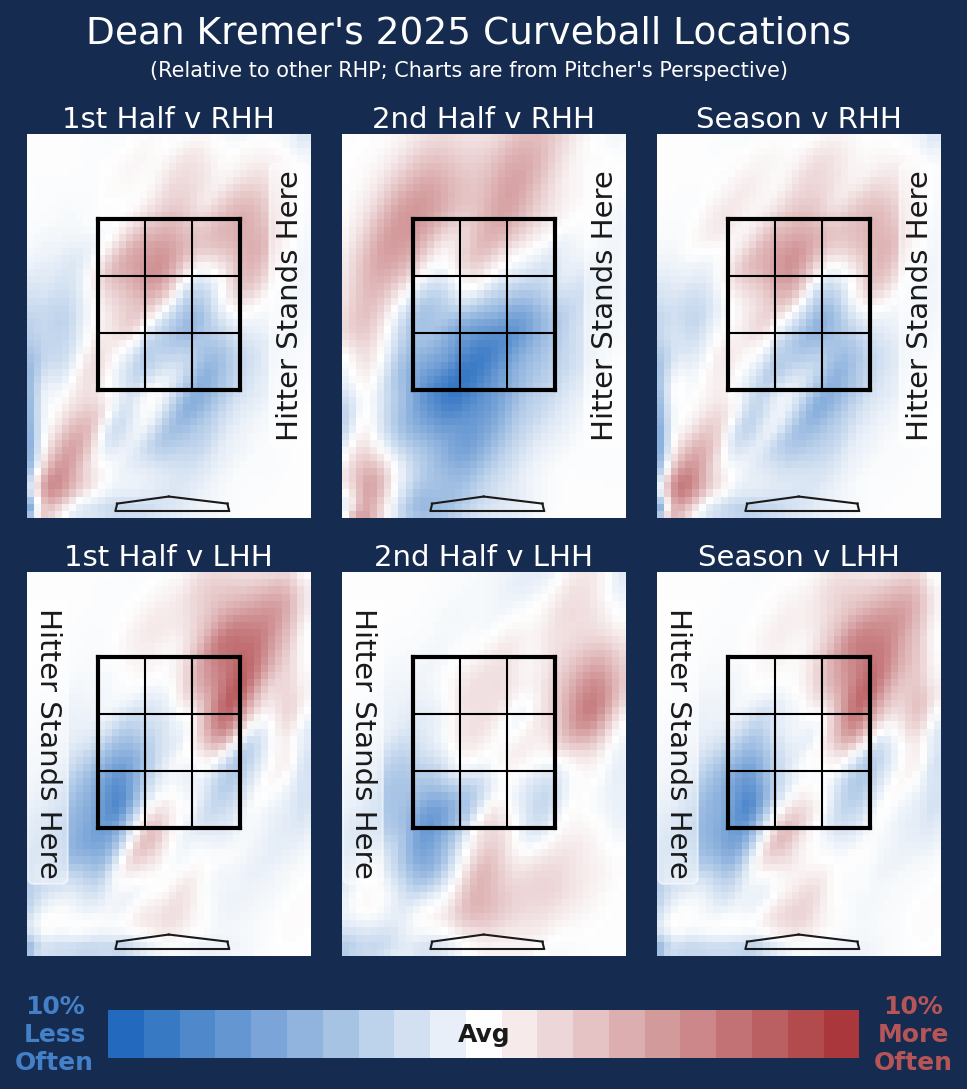 Dean Kremer's 2025 Curveball Locations
(Relative to other RHP; Charts are from Pitcher's Perspective)
1st Half v RHH
2nd Half v RHH
Season v RHH
Hitter Stands Here
Hitter Stands Here
Hitter Stands Here
1st Half v LHH
2nd Half v LHH
Season v LHH
Hitter Stands Here
Hitter Stands Here
Hitter Stands Here
10%
Less
Often
Avg
10%
More
Often